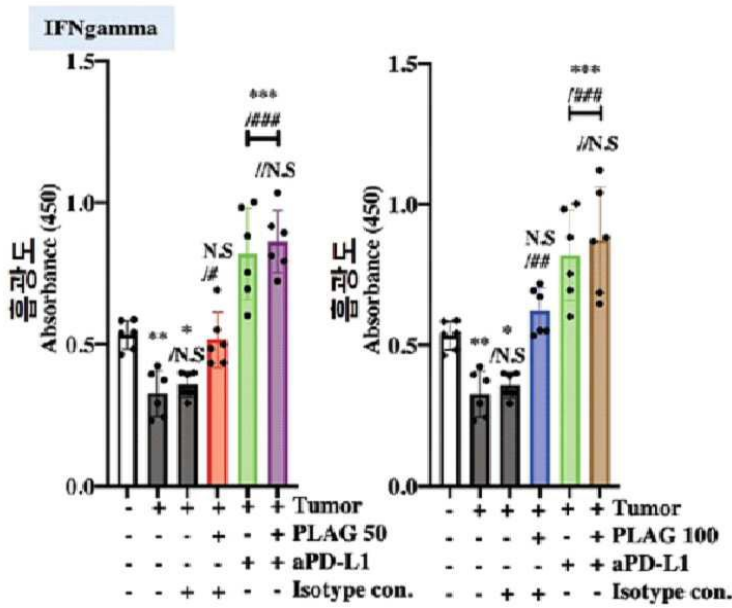 IFNgamma
1.5
1.0
0.5
0.0
흡광도
Absorbance (450)
**
*
/N.S
N.S
/#
***
/###
//N.S
- + + + + + Tumor
- - - + - + PLAG 50
- - - - + + aPD-L1
- - + + - - Isotype con.
1.5
1.0
0.5
0.0
흡광도
Absorbance (450)
**
*
/N.S
N.S
/##
***
/###
//N.S
- + + + + + Tumor
- - - + - + PLAG 100
- - - - + + aPD-L1
- - + + - - Isotype con.